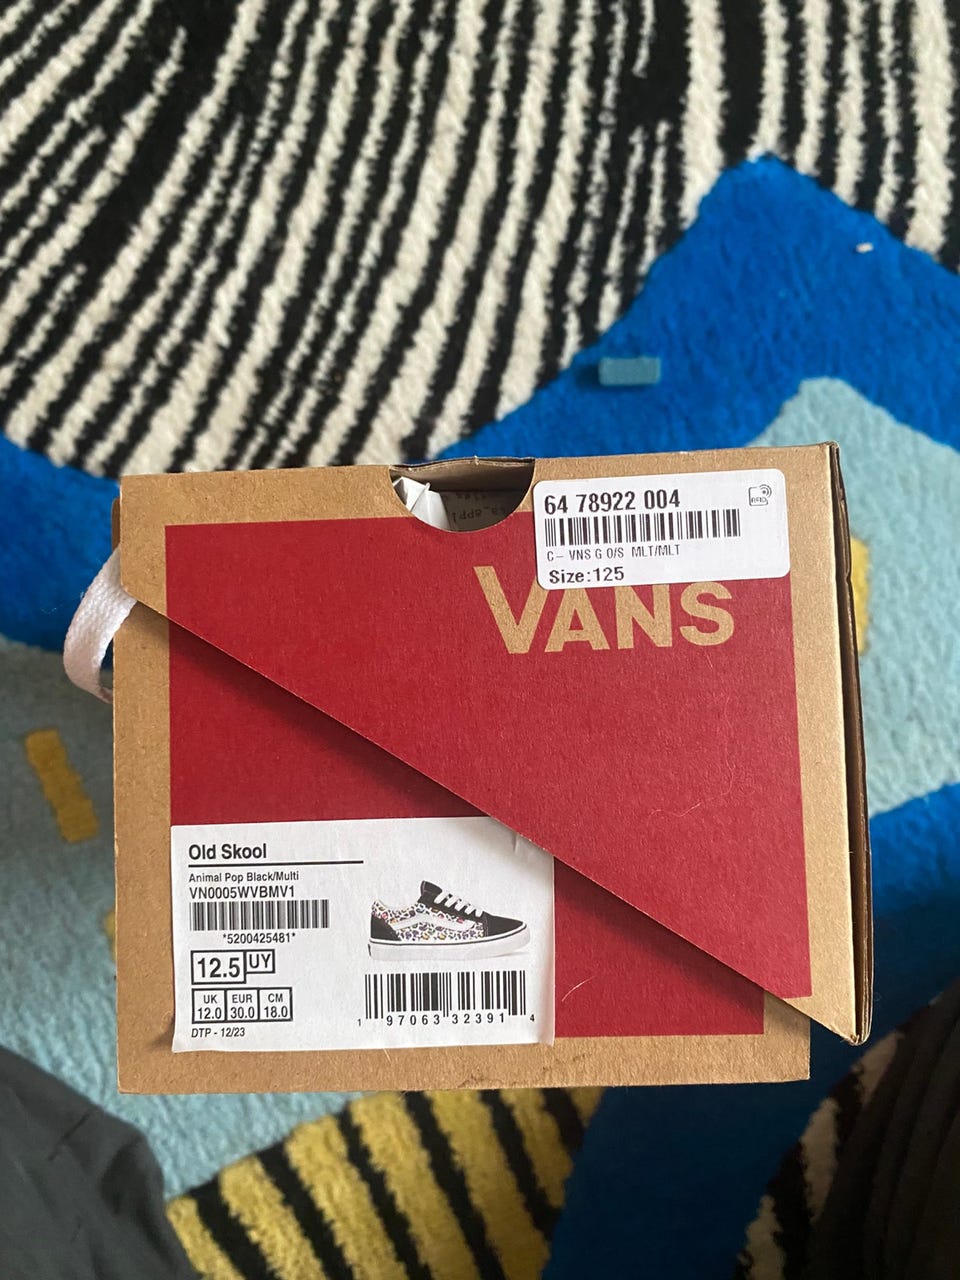 64 78922 004
RFID
C- VNS G O/S MLT/MLT
Size:125
VANS
Old Skool
Animal Pop Black/Multi
VN0005WVBMV1
*5200425481*
12.5 UY
UK EUR CM
12.0 30.0 18.0
DTP - 12/23
1 97063 32391 4